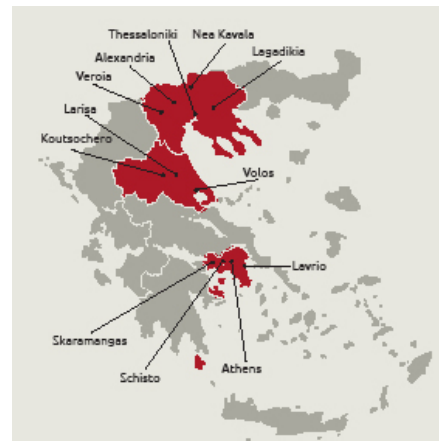 Thessaloniki
Nea Kavala
Alexandria
Lagadikia
Veroia
Larisa
Koutsochero
Volos
Lavrio
Skaramangas
Athens
Schisto